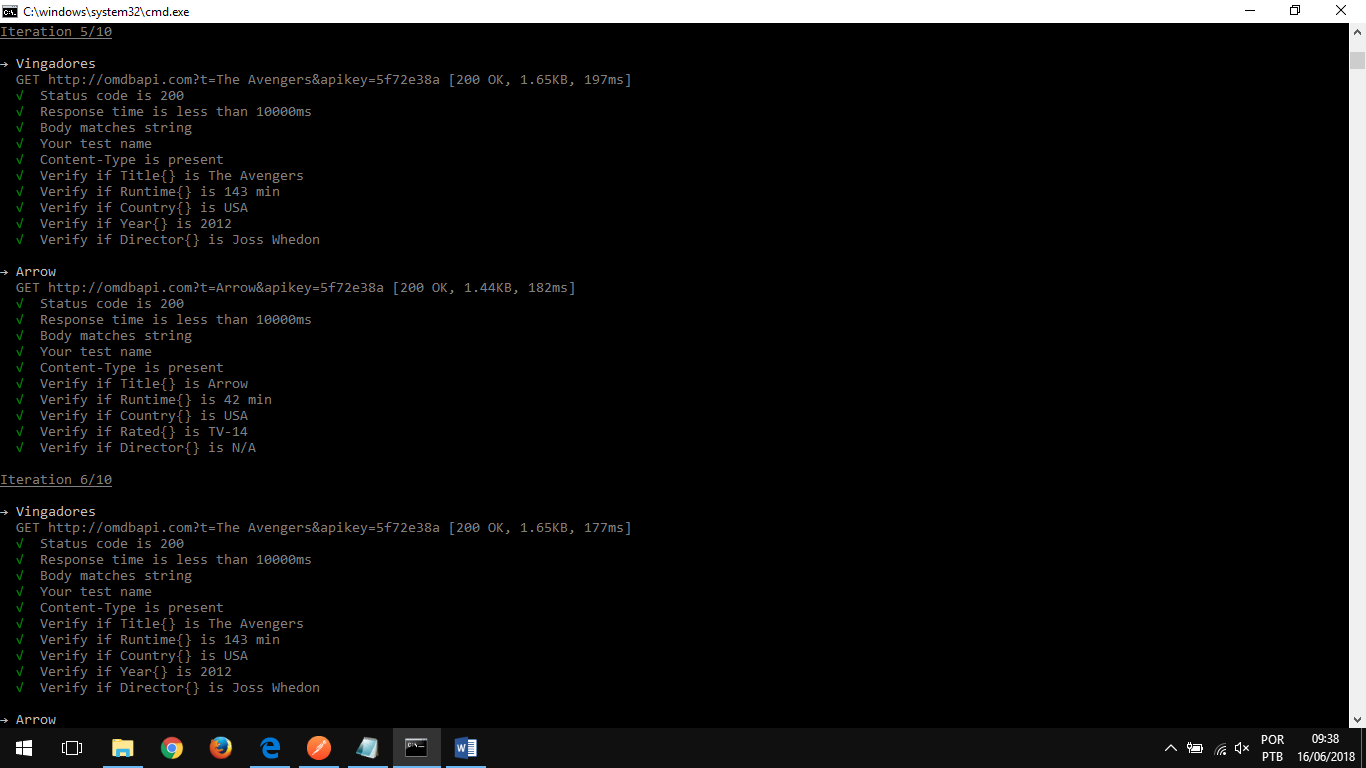 C:\windows\system32\cmd.exe
Iteration 5/10
→ Vingadores
GET http://omdbapi.com?t=The Avengers&apikey=5f72e38a [200 OK, 1.65KB, 197ms]
√ Status code is 200
√ Response time is less than 10000ms
√ Body matches string
√ Your test name
√ Content-Type is present
√ Verify if Title{} is The Avengers
√ Verify if Runtime{} is 143 min
√ Verify if Country{} is USA
√ Verify if Year{} is 2012
√ Verify if Director{} is Joss Whedon
→ Arrow
GET http://omdbapi.com?t=Arrow&apikey=5f72e38a [200 OK, 1.44KB, 182ms]
√ Status code is 200
√ Response time is less than 10000ms
√ Body matches string
√ Your test name
√ Content-Type is present
√ Verify if Title{} is Arrow
√ Verify if Runtime{} is 42 min
√ Verify if Country{} is USA
√ Verify if Rated{} is TV-14
√ Verify if Director{} is N/A
Iteration 6/10
→ Vingadores
GET http://omdbapi.com?t=The Avengers&apikey=5f72e38a [200 OK, 1.65KB, 177ms]
√ Status code is 200
√ Response time is less than 10000ms
√ Body matches string
√ Your test name
√ Content-Type is present
√ Verify if Title{} is The Avengers
√ Verify if Runtime{} is 143 min
√ Verify if Country{} is USA
√ Verify if Year{} is 2012
√ Verify if Director{} is Joss Whedon
→ Arrow
POR 09:38
PTB 16/06/2018